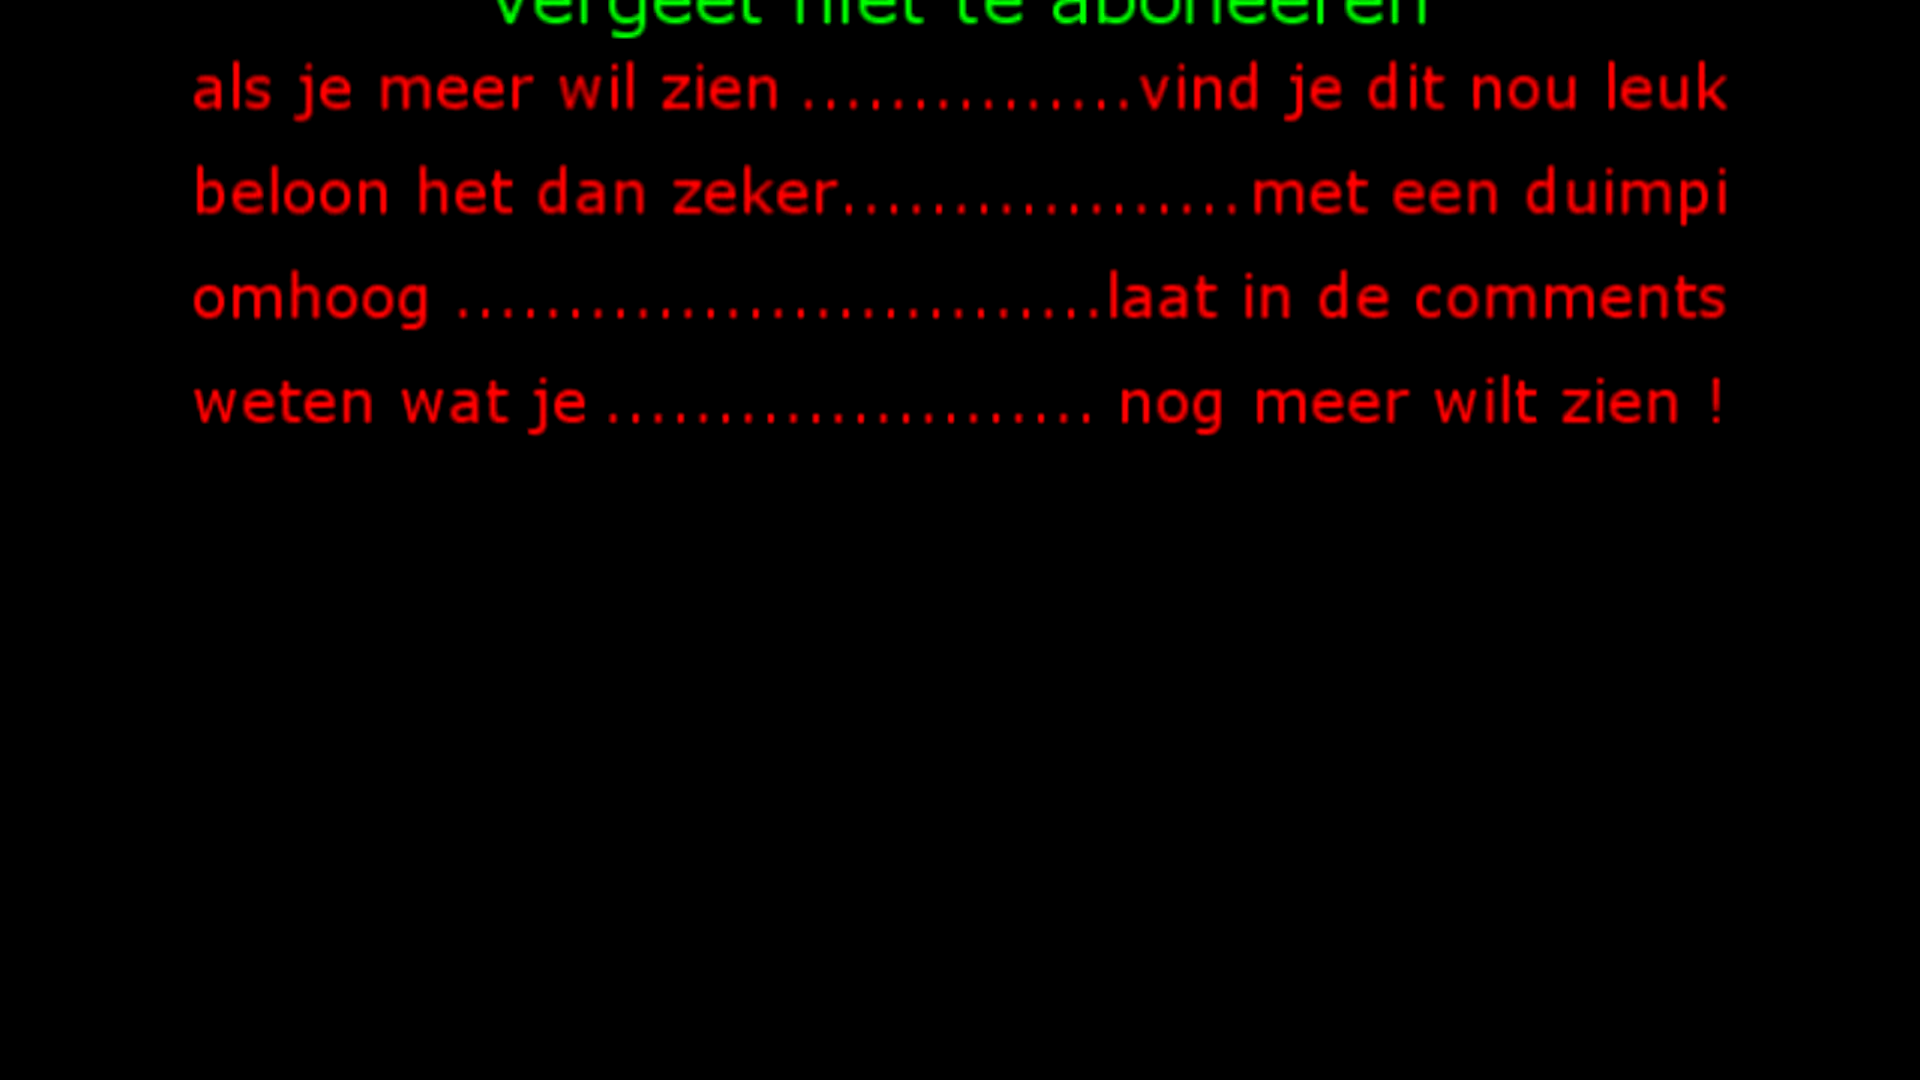 vergeet niet te aboneeren
als je meer wil zien ...............vind je dit nou leuk
beloon het dan zeker..................met een duimpi
omhoog .............................laat in de comments
weten wat je ...................... nog meer wilt zien !